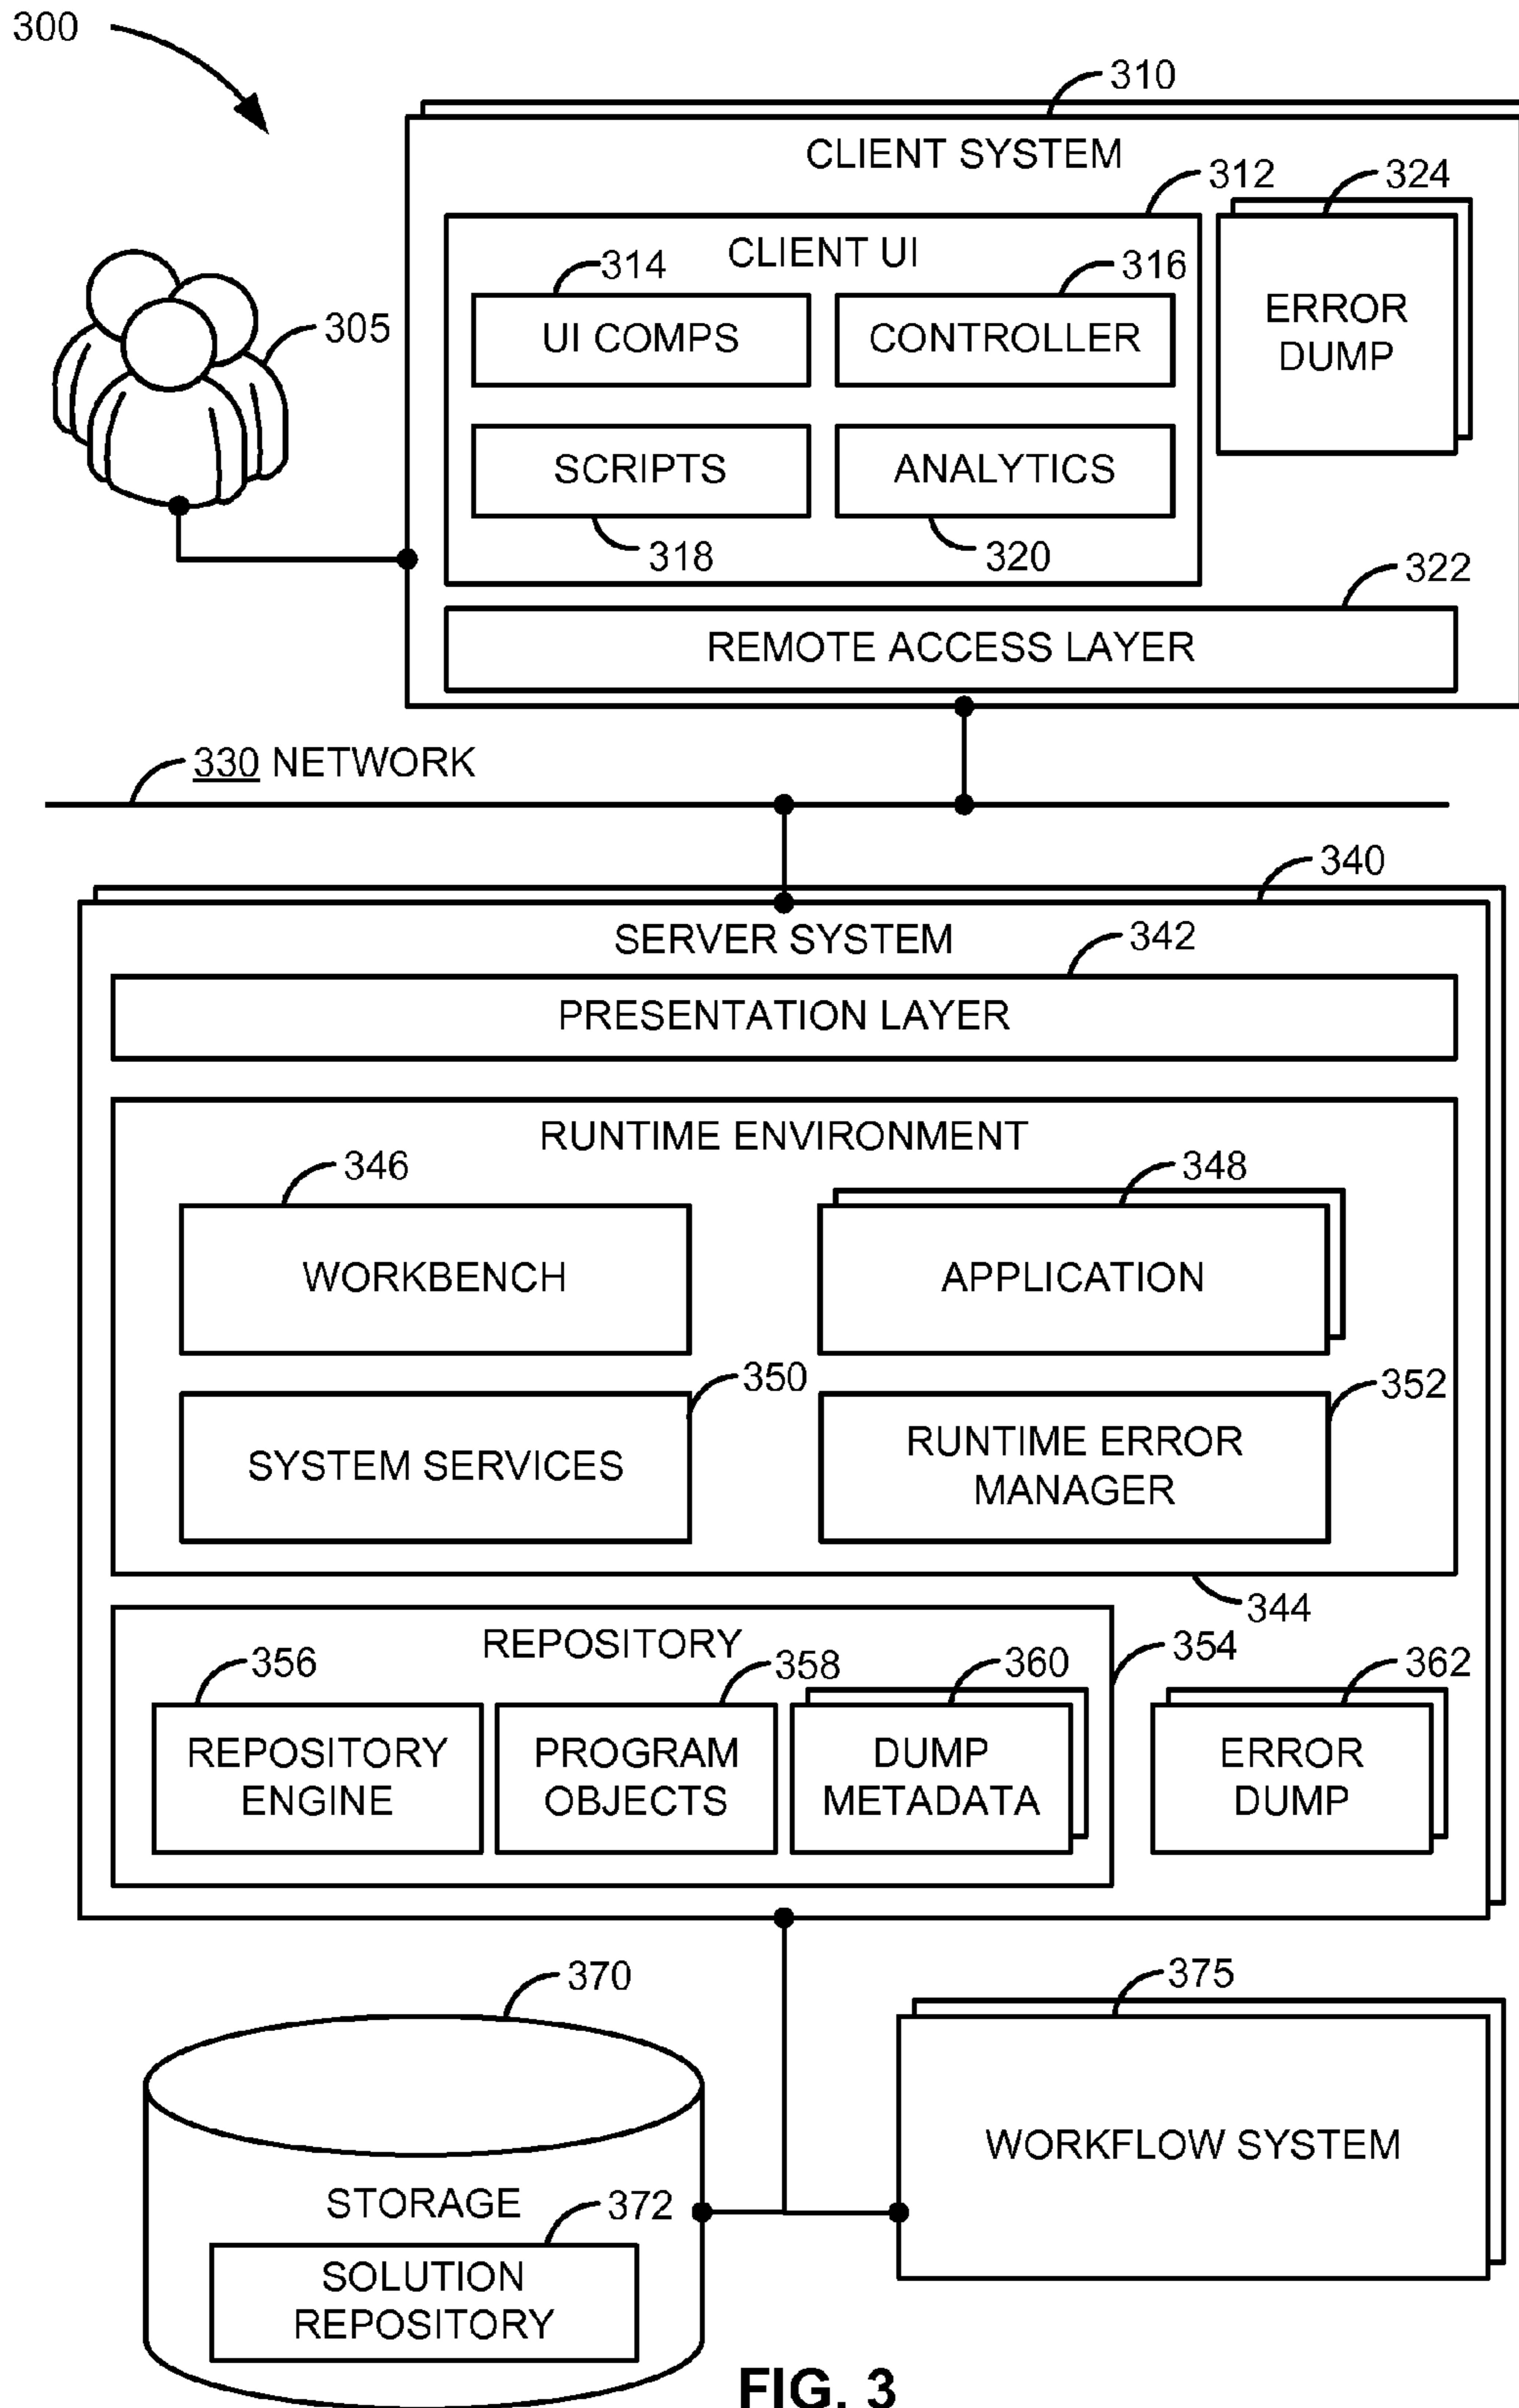 300
310
CLIENT SYSTEM
312
324
CLIENT UI
314
316
UI COMPS
CONTROLLER
ERROR
DUMP
305
SCRIPTS
ANALYTICS
318
320
322
REMOTE ACCESS LAYER
330 NETWORK
340
SERVER SYSTEM
342
PRESENTATION LAYER
RUNTIME ENVIRONMENT
346
348
WORKBENCH
APPLICATION
350
352
SYSTEM SERVICES
RUNTIME ERROR
MANAGER
344
REPOSITORY
354
356
358
360
362
REPOSITORY
ENGINE
PROGRAM
OBJECTS
DUMP
METADATA
ERROR
DUMP
370
375
STORAGE
372
WORKFLOW SYSTEM
SOLUTION
REPOSITORY
FIG. 3